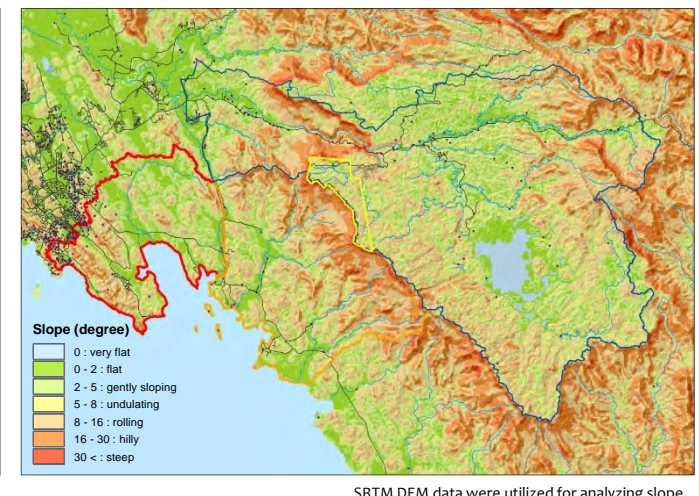 Slope (degree)
0 : very flat
0 - 2 : flat
2 - 5 : gently sloping
5 - 8 : undulating
8 - 16 : rolling
16 - 30 : hilly
30 < : steep
SRTM DEM data were utilized for analyzing slope